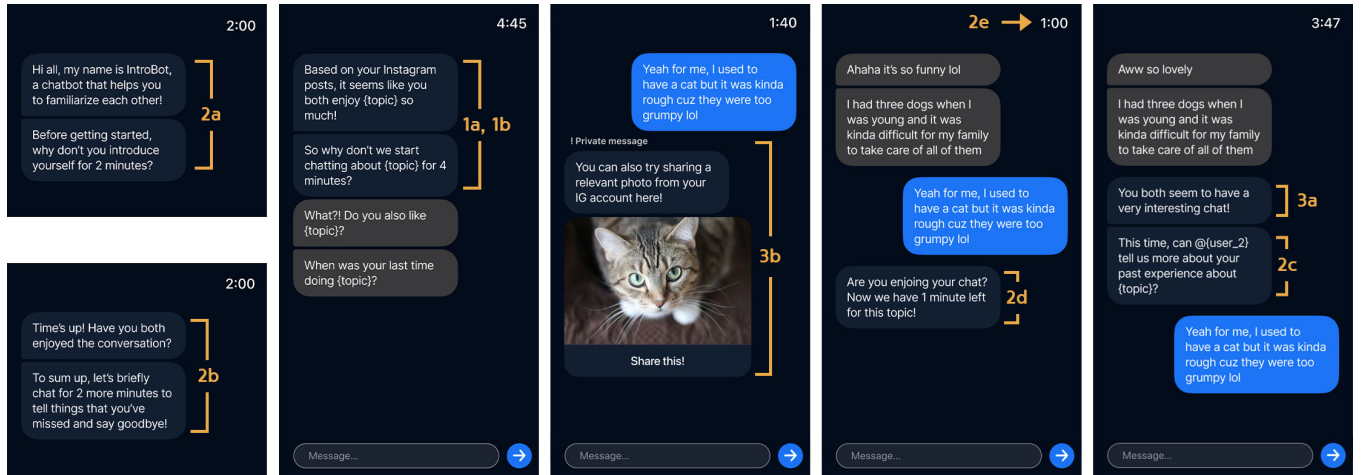 2:00
Hi all, my name is IntroBot,
a chatbot that helps you
to familiarize each other!
Before getting started,
why don't you introduce
yourself for 2 minutes?
2a
2:00
Time's up! Have you both
enjoyed the conversation?
To sum up, let's briefly
chat for 2 more minutes to
tell things that you've
missed and say goodbye!
2b
4:45
Based on your Instagram
posts, it seems like you
both enjoy {topic} so
much!
So why don't we start
chatting about {topic} for 4
minutes?
1a, 1b
What?! Do you also like
{topic}?
When was your last time
doing {topic}?
Message...
1:40
Yeah for me, I used to
have a cat but it was kinda
rough cuz they were too
grumpy lol
! Private message
You can also try sharing a
relevant photo from your
IG account here!
Share this!
3b
Message...
2e
1:00
Ahaha it's so funny lol
I had three dogs when I
was young and it was
kinda difficult for my family
to take care of all of them
Yeah for me, I used to
have a cat but it was kinda
rough cuz they were too
grumpy lol
Are you enjoying your chat?
Now we have 1 minute left
for this topic!
2d
Message...
3:47
Aww so lovely
I had three dogs when I
was young and it was
kinda difficult for my family
to take care of all of them
You both seem to have a
very interesting chat!
3a
This time, can @{user_2}
tell us more about your
past experience about
{topic}?
2c
Yeah for me, I used to
have a cat but it was kinda
rough cuz they were too
grumpy lol
Message...